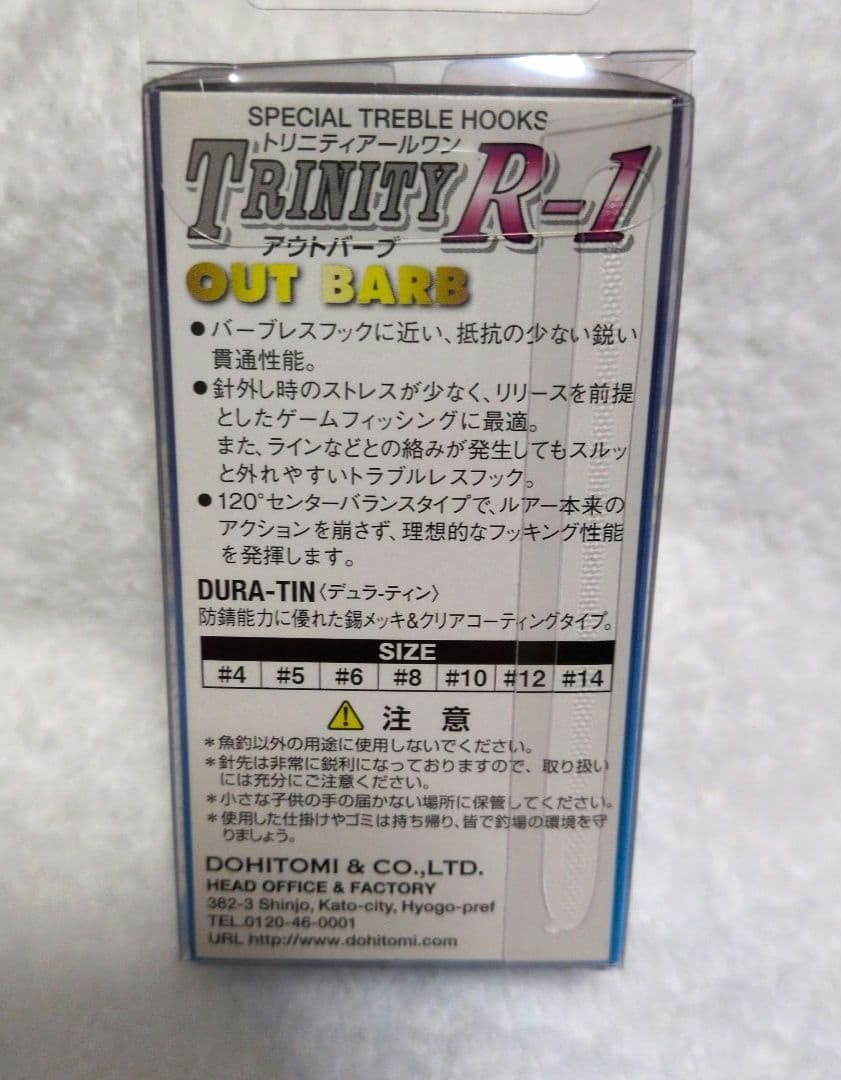 SPECIAL TREBLE HOOKS
トリニティアールワン
TRINITY R-1
アウトバーブ
OUT BARB
●バーブレスフックに近い、抵抗の少ない鋭い
貫通性能。
●針外し時のストレスが少なく、リリースを前提
としたゲームフィッシングに最適。
また、ラインなどとの絡みが発生してもスルッ
と外れやすいトラブルレスフック。
●120°センターバランスタイプで、ルアー本来の
アクションを崩さず、理想的なフッキング性能
を発揮します。
DURA-TIN〈デュラ-ティン〉
防錆能力に優れた錫メッキ&クリアコーティングタイプ。
SIZE
#4 #5 #6 #8 #10 #12 #14
注 意
*魚釣以外の用途に使用しないでください。
*針先は非常に鋭利になっておりますので、取り扱い
には充分にご注意ください。
*小さな子供の手の届かない場所に保管してください。
*使用した仕掛けやゴミは持ち帰り、皆で釣場の環境を守
りましょう。
DOHITOMI & CO.,LTD.
HEAD OFFICE & FACTORY
382-3 Shinjo, Kato-city, Hyogo-pref
TEL.0120-46-0001
URL http://www.dohitomi.com